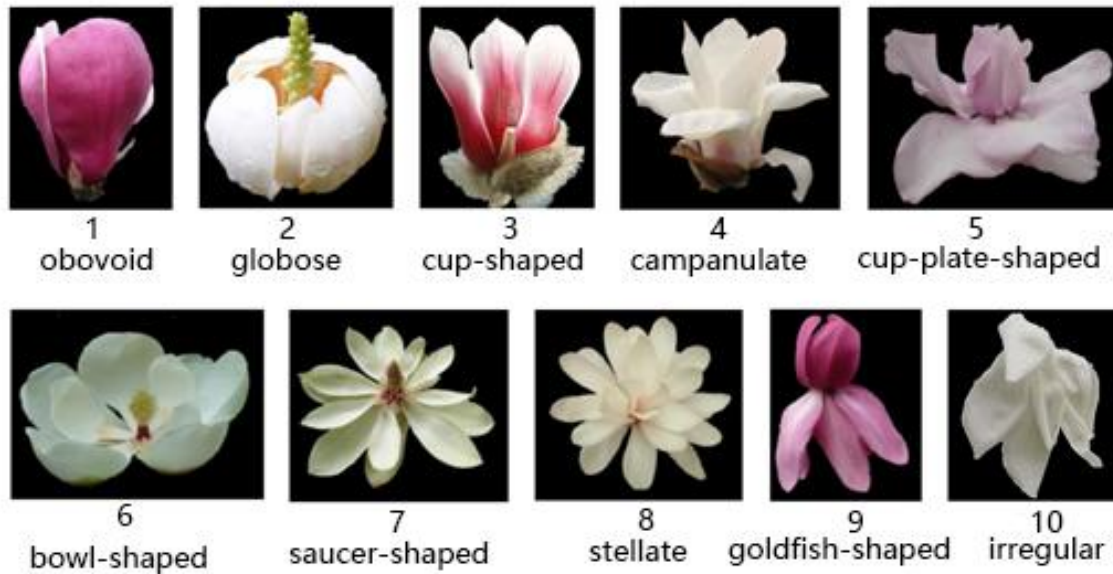 1 2 3 4 5
obovoid globose cup-shaped campanulate cup-plate-shaped
6 7 8 9 10
bowl-shaped saucer-shaped stellate goldfish-shaped irregular